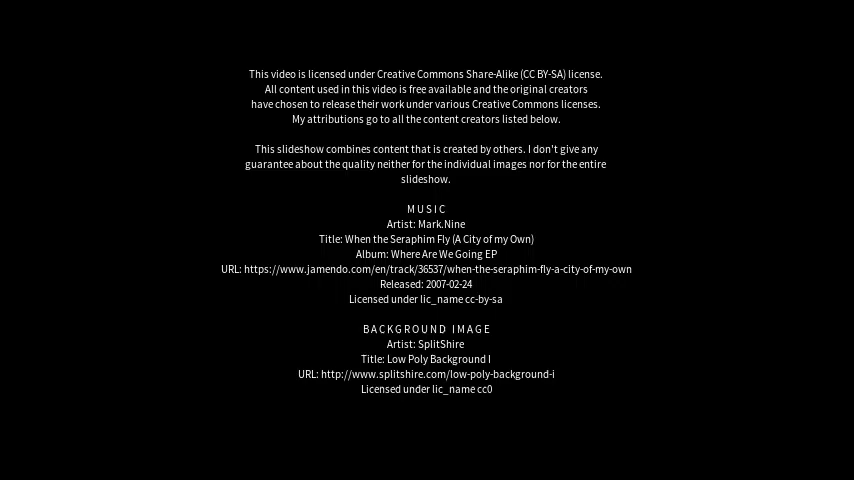 This video is licensed under Creative Commons Share-Alike (CC BY-SA) license.
All content used in this video is free available and the original creators
have chosen to release their work under various Creative Commons licenses.
My attributions go to all the content creators listed below.
This slideshow combines content that is created by others. I don't give any
guarantee about the quality neither for the individual images nor for the entire
slideshow.
MUSIC
Artist: Mark.Nine
Title: When the Seraphim Fly (A City of my Own)
Album: Where Are We Going EP
URL: https://www.jamendo.com/en/track/36537/when-the-seraphim-fly-a-city-of-my-own
Released: 2007-02-24
Licensed under lic_name cc-by-sa
BACKGROUND IMAGE
Artist: SplitShire
Title: Low Poly Background I
URL: http://www.splitshire.com/low-poly-background-i
Licensed under lic_name cc0